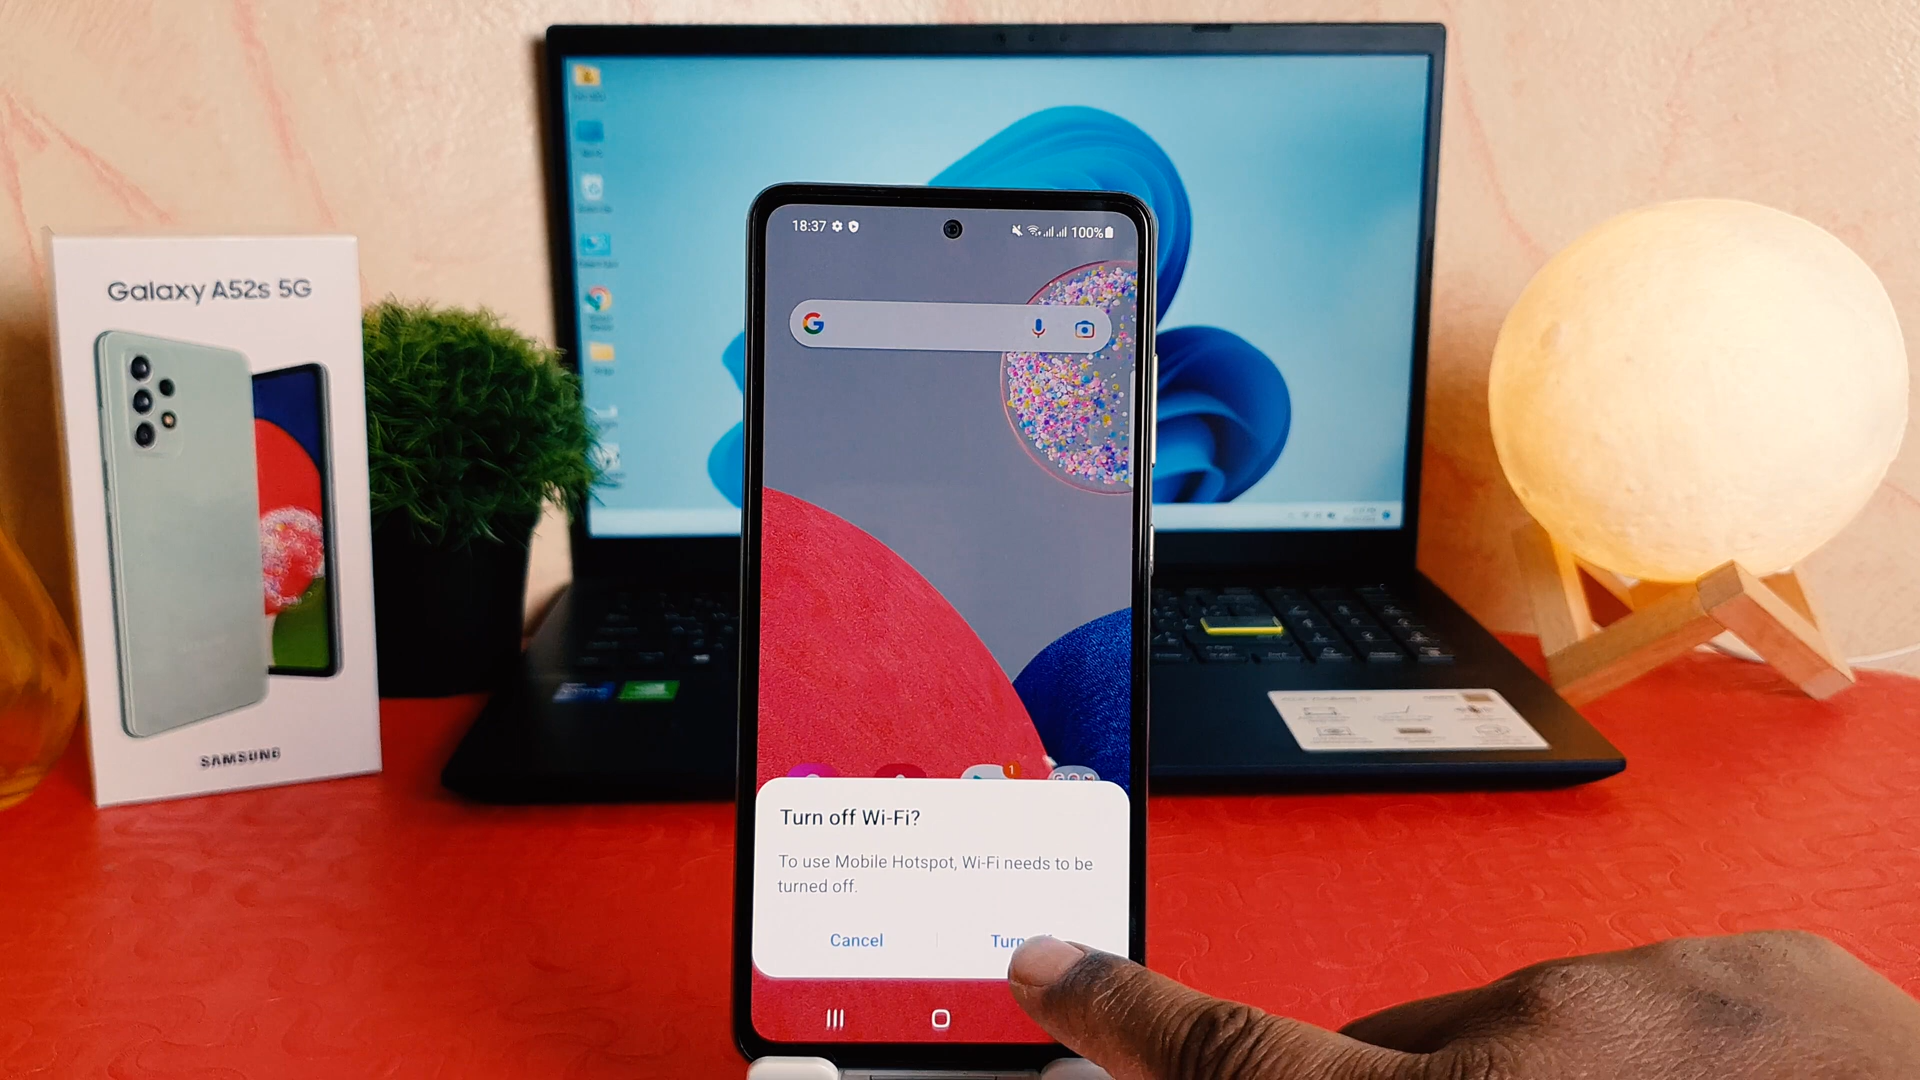 Galaxy A52s 5G
SAMSUNG
18:37
100%
Turn off Wi-Fi?
To use Mobile Hotspot, Wi-Fi needs to be
turned off.
Cancel
Turn